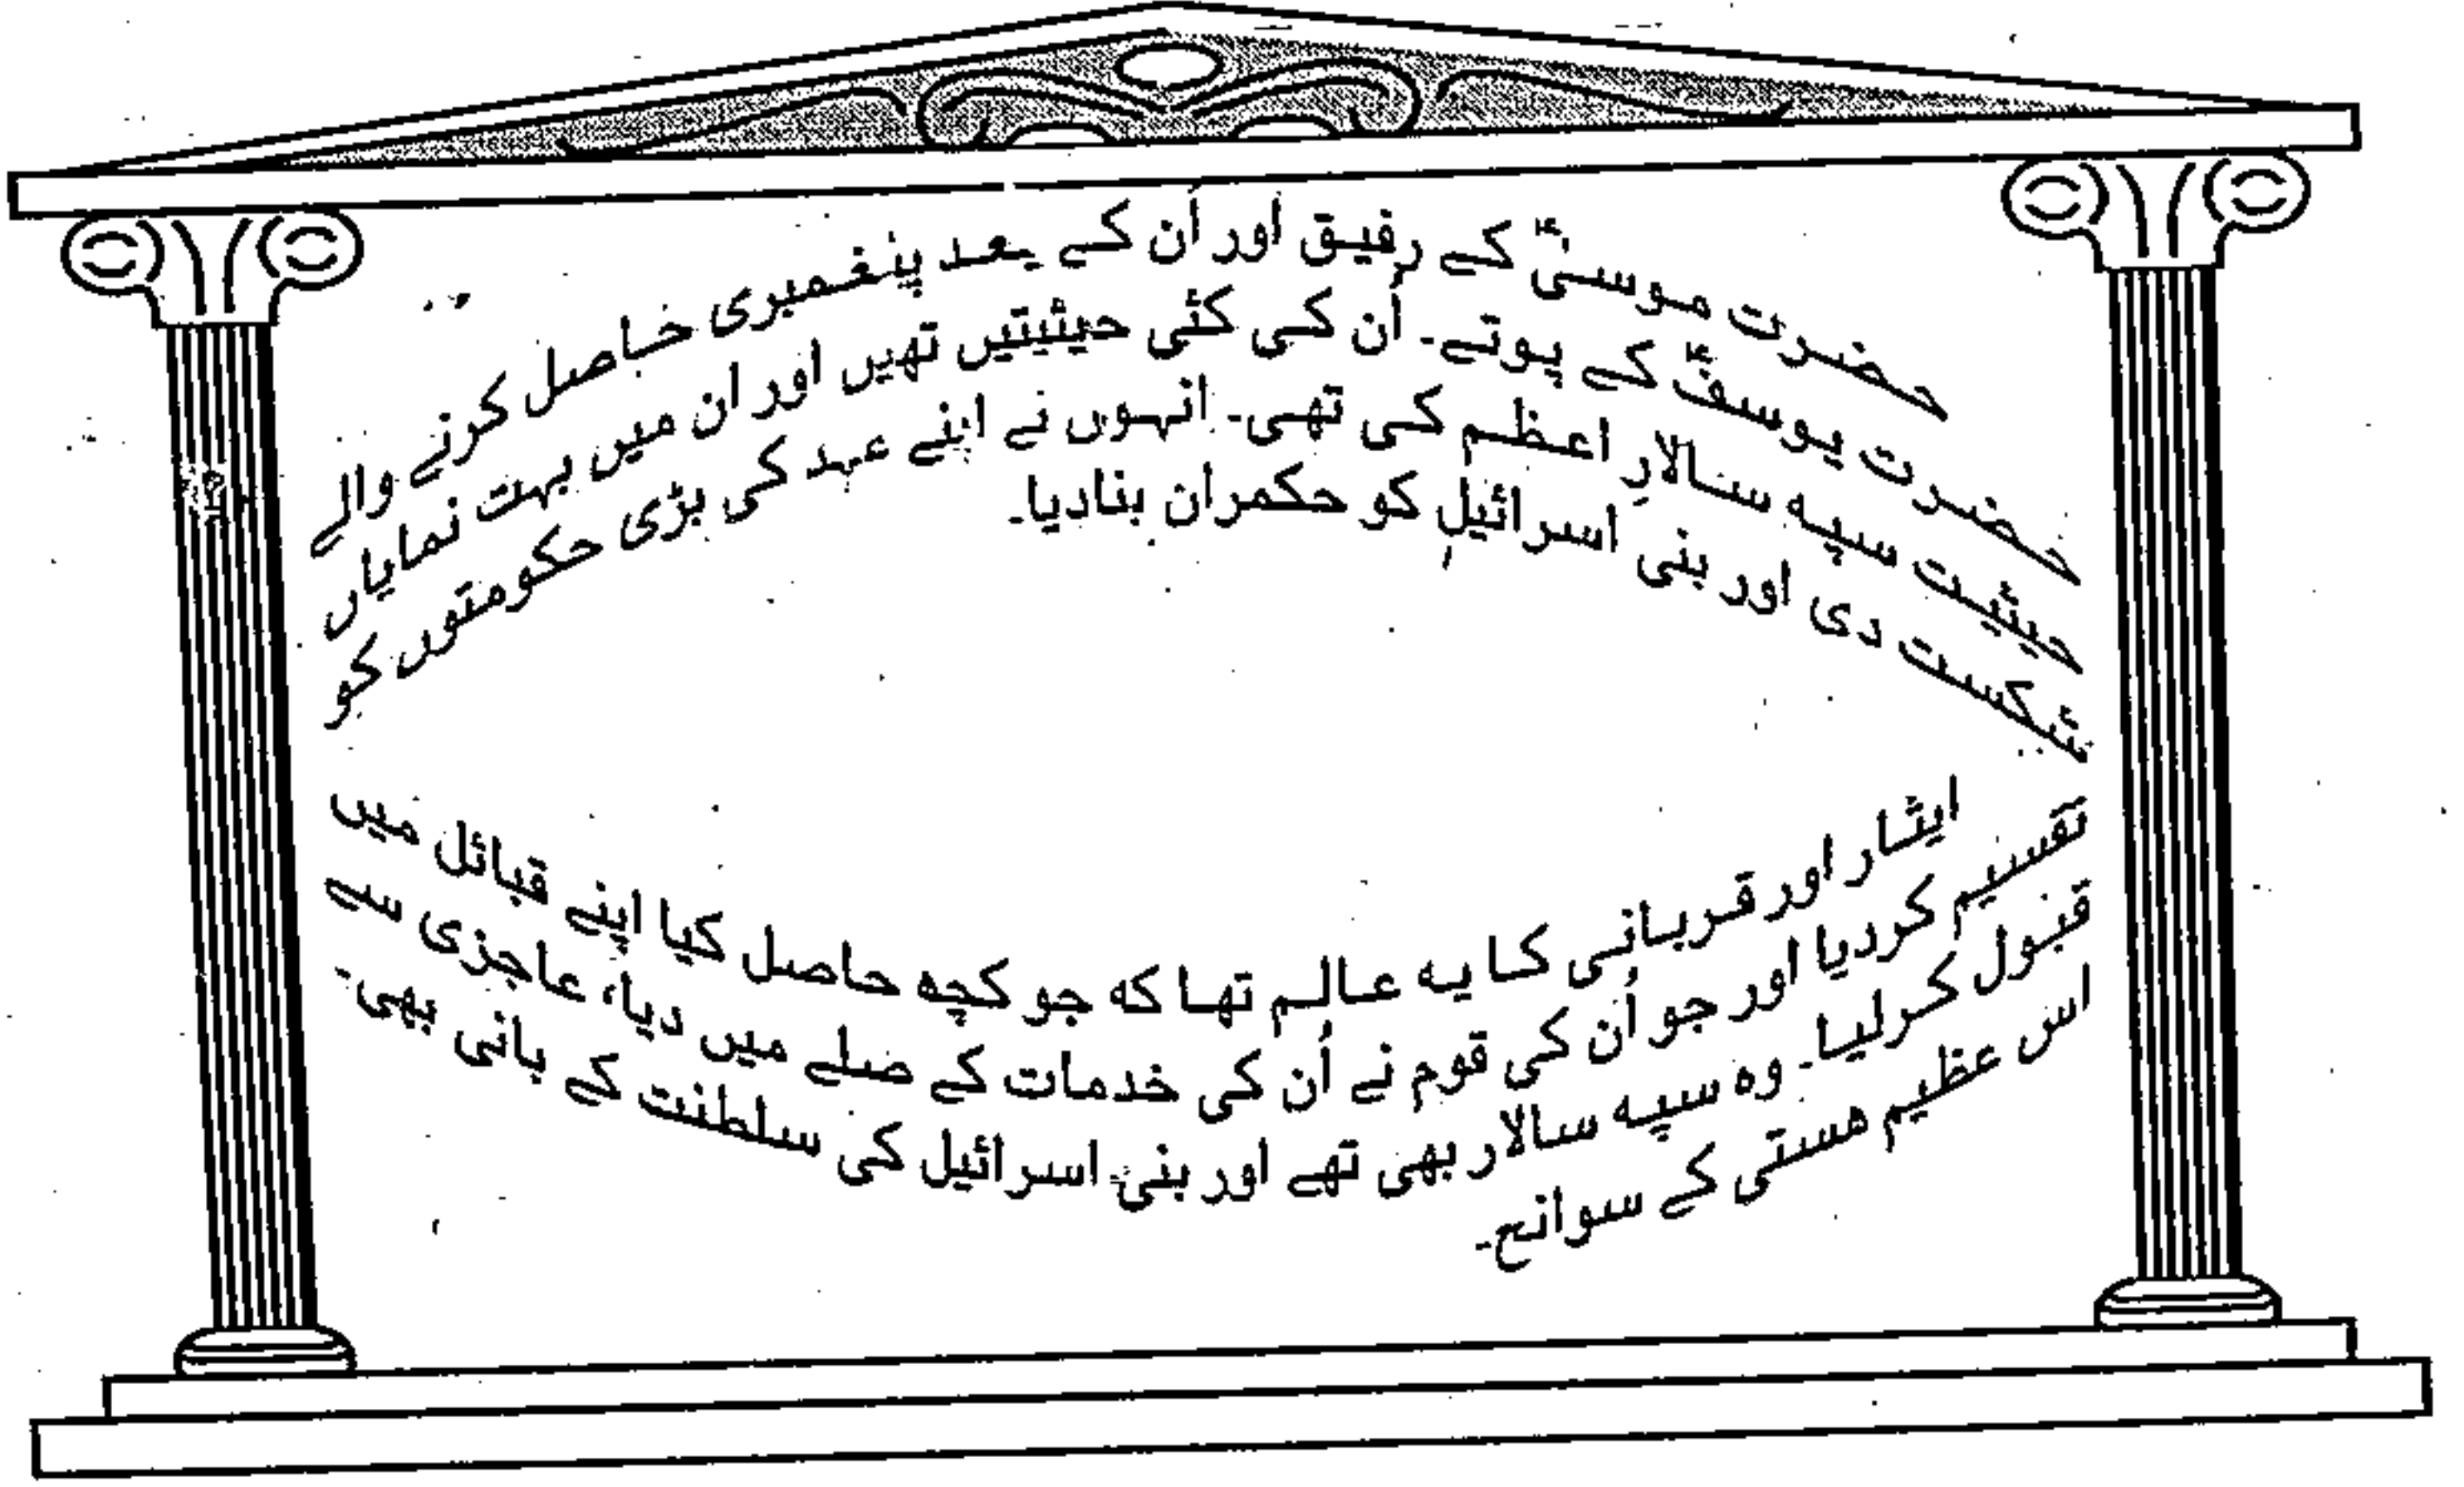 حضرت موسیٰؑ کے رفیق اور اُن کے بعد پیغمبری حاصل کرنے والے
حضرت یوسفؑ کے پوتے۔ اُن کی کئی حیثیتیں تھیں اور ان میں بہت نمایاں
حیثیت سپہ سالارِ اعظم کی تھی۔ انہوں نے اپنے عہد کی بڑی حکومتوں کو
شکست دی اور بنی اسرائیل کو حکمران بنادیا۔
ایثار اور قربانی کا یہ عالم تھا کہ جو کچھ حاصل کیا اپنے قبائل میں
تقسیم کردیا اور جو اُن کی قوم نے اُن کی خدمات کے صلے میں دیا، عاجزی سے
قبول کرلیا۔ وہ سپہ سالار بھی تھے اور بنی اسرائیل کی سلطنت کے بانی بھی۔
اس عظیم ہستی کے سوانح۔